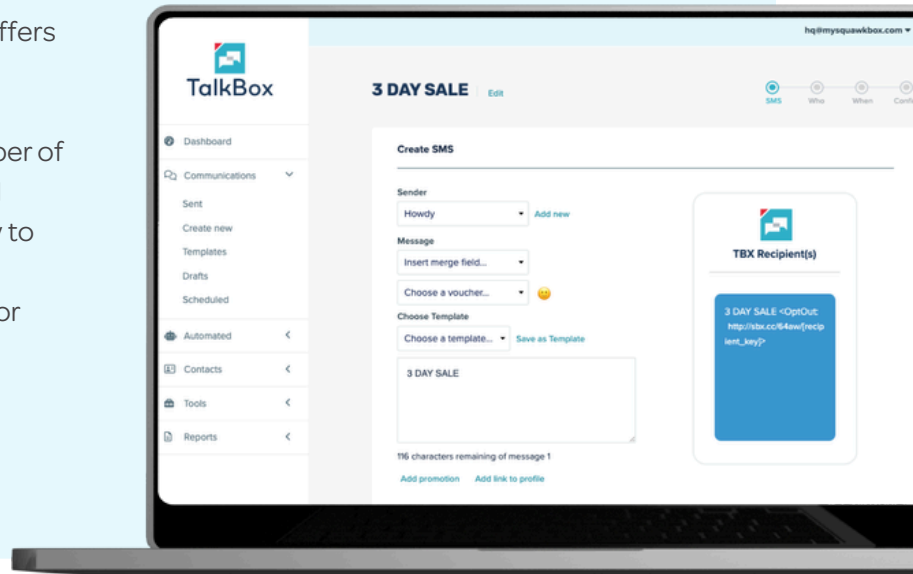 ffers
per of
to
or
TalkBox
Dashboard
Communications
Sent
Create new
Templates
Drafts
Scheduled
Automated
Contacts
Tools
Reports
hq@mysquawkbox.com
3 DAY SALE Edit
SMS Who When Confi
Create SMS
Sender
Howdy Add new
Message
Insert merge field...
Choose a voucher...
Choose Template
Choose a template... Save as Template
3 DAY SALE
116 characters remaining of message 1
Add promotion Add link to profile
TBX Recipient(s)
3 DAY SALE <OptOut:
http://sbx.cc/64aw/[recip
ient_key]>